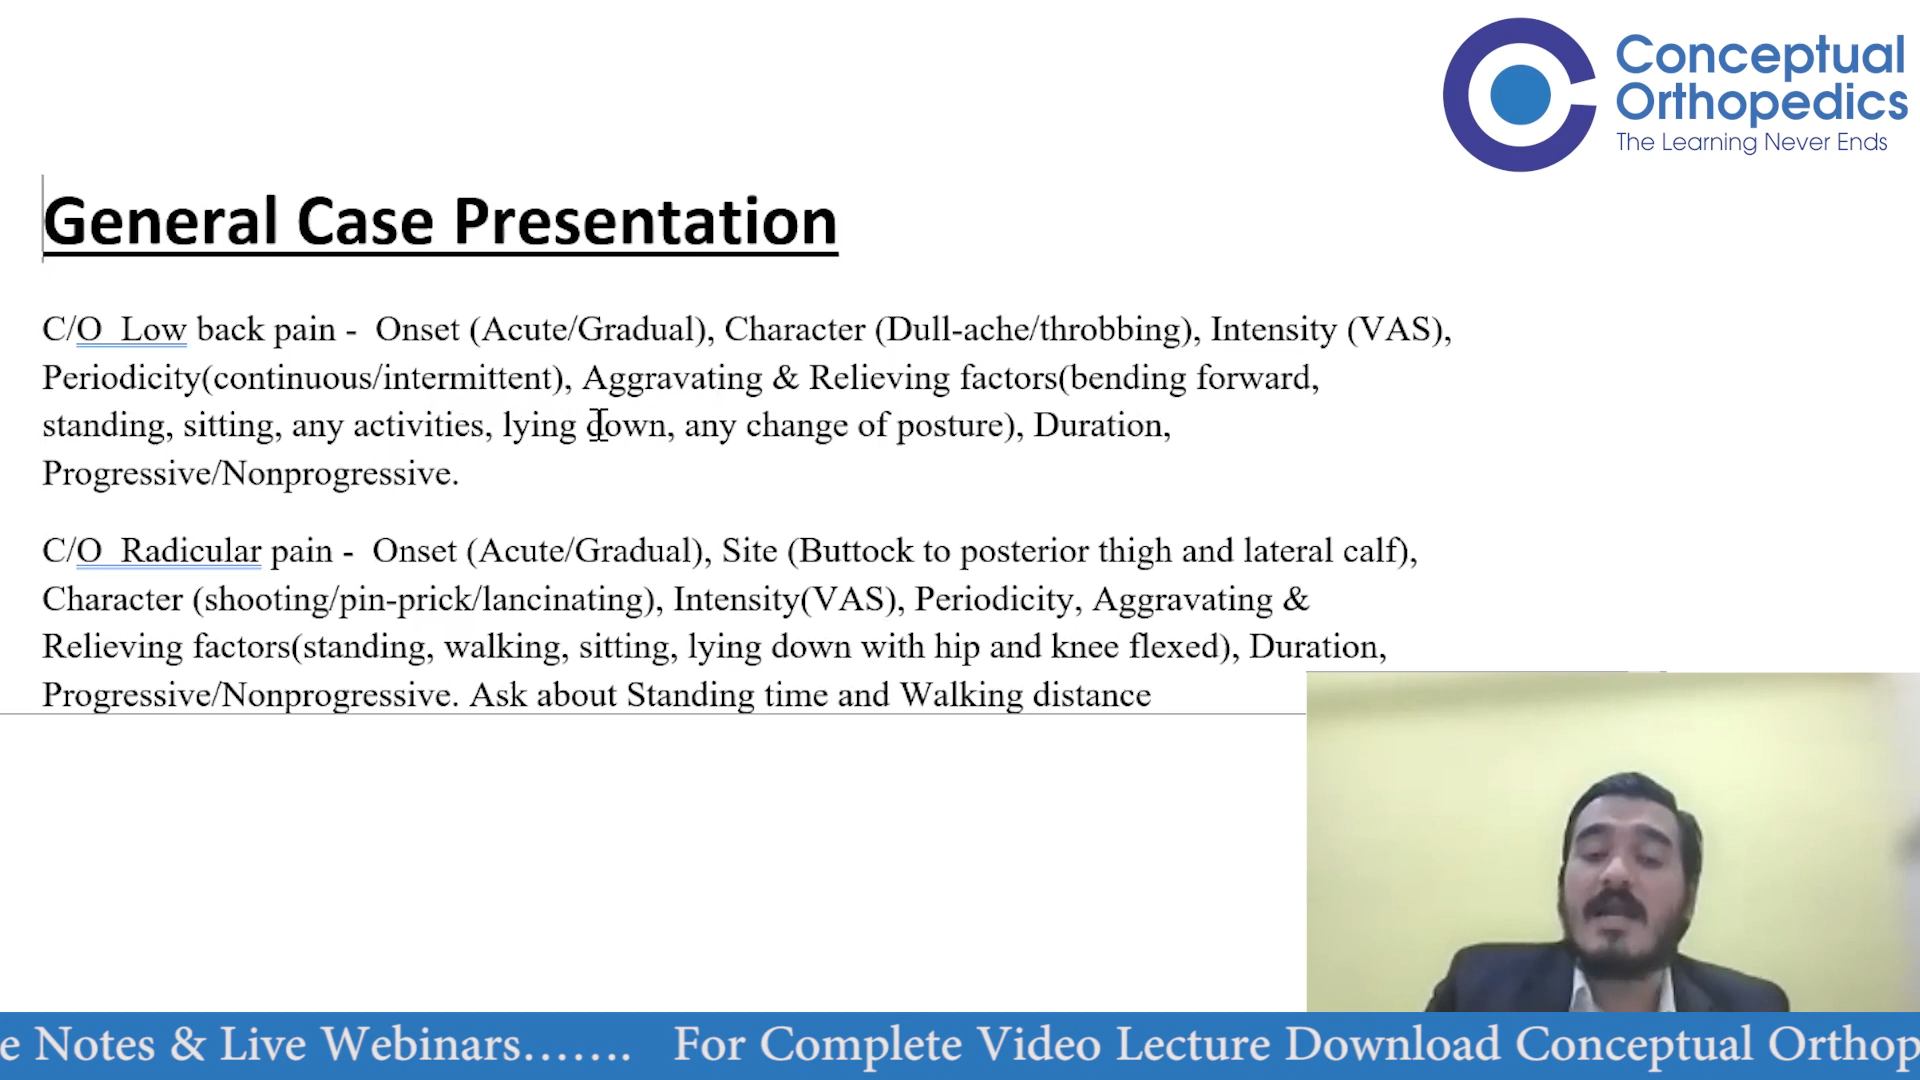 Conceptual
Orthopedics
The Learning Never Ends
General Case Presentation
C/O Low back pain - Onset (Acute/Gradual), Character (Dull-ache/throbbing), Intensity (VAS),
Periodicity(continuous/intermittent), Aggravating & Relieving factors(bending forward,
standing, sitting, any activities, lying down, any change of posture), Duration,
Progressive/Nonprogressive.
C/O Radicular pain - Onset (Acute/Gradual), Site (Buttock to posterior thigh and lateral calf),
Character (shooting/pin-prick/lancinating), Intensity(VAS), Periodicity, Aggravating &
Relieving factors(standing, walking, sitting, lying down with hip and knee flexed), Duration,
Progressive/Nonprogressive. Ask about Standing time and Walking distance
e Notes & Live Webinars....... For Complete Video Lecture Download Conceptual Orthop